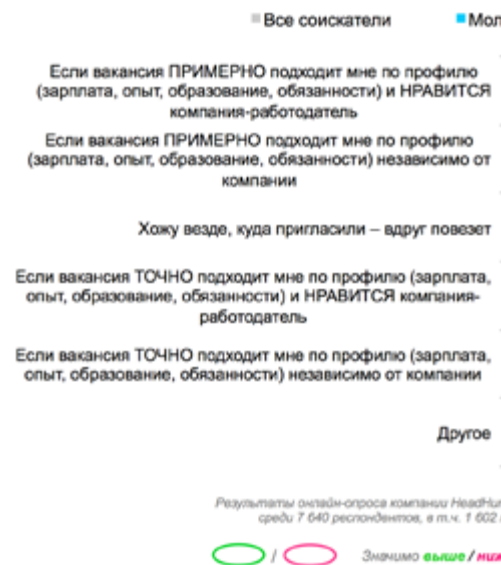 Все соискатели Мол
Если вакансия ПРИМЕРНО подходит мне по профилю
(зарплата, опыт, образование, обязанности) и НРАВИТСЯ
компания-работодатель
Если вакансия ПРИМЕРНО подходит мне по профилю
(зарплата, опыт, образование, обязанности) независимо от
компании
Хожу везде, куда пригласили – вдруг повезет
Если вакансия ТОЧНО подходит мне по профилю (зарплата,
опыт, образование, обязанности) и НРАВИТСЯ компания-
работодатель
Если вакансия ТОЧНО подходит мне по профилю (зарплата,
опыт, образование, обязанности) независимо от компании
Другое
Результаты онлайн-опроса компании HeadHun
среди 7 640 респондентов, в т.ч. 1 602
/ Значимо выше / ниж